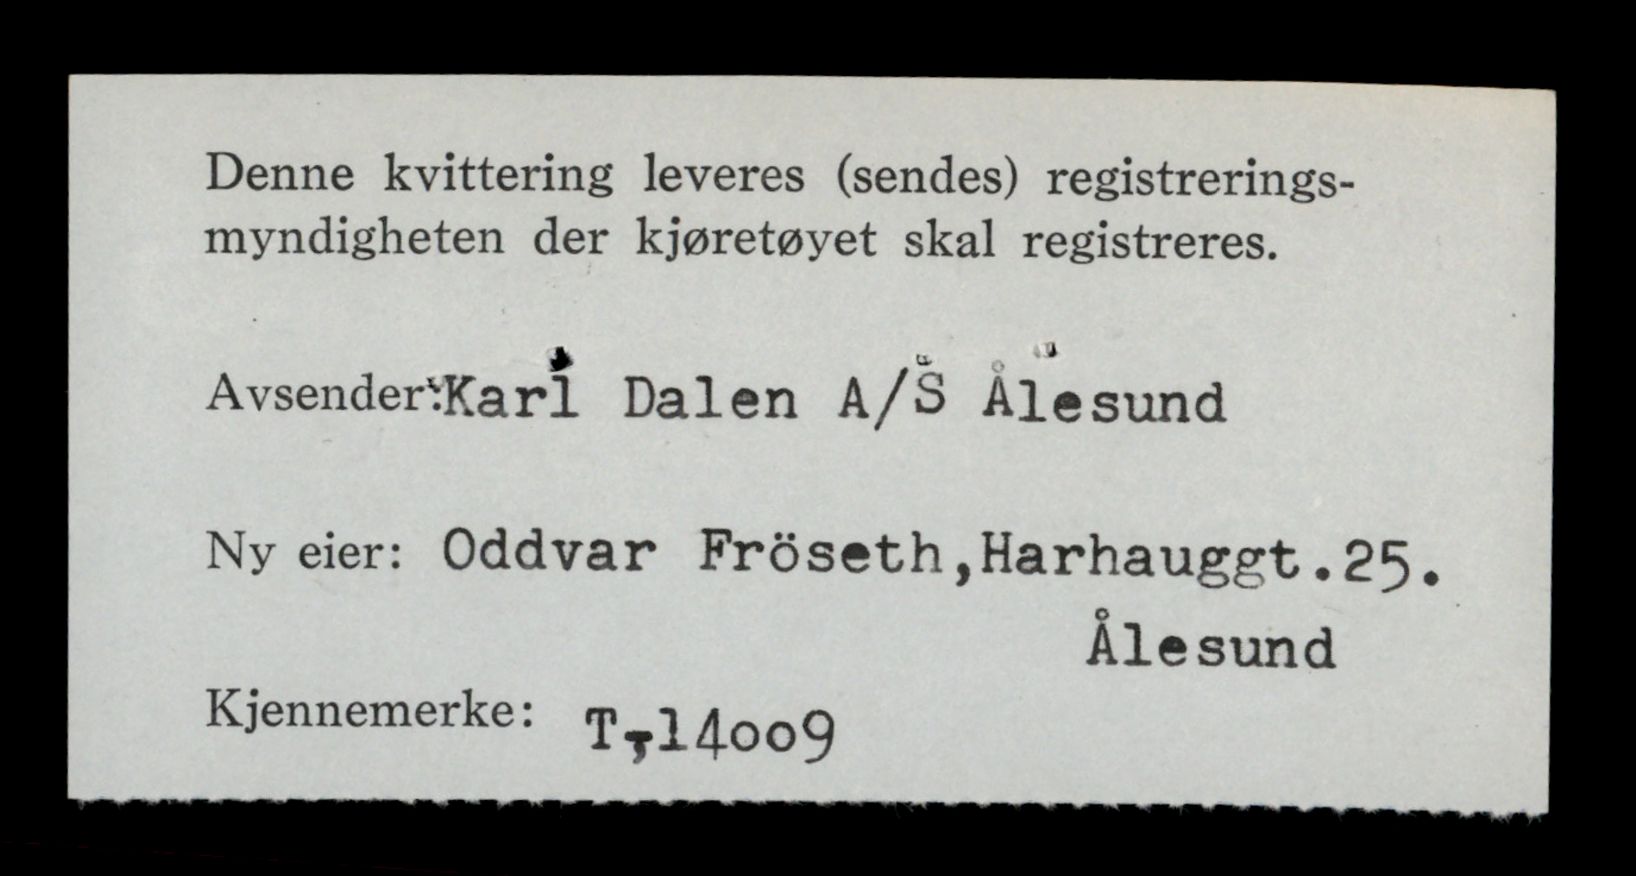 Denne kvittering leveres (sendes) registrerings-
myndigheten der kjøretøyet skal registreres.
Avsender: Karl Dalen A/S Ålesund
Ny eier: Oddvar Fröseth, Harhauggt. 25.
Ålesund
Kjennemerke: T-14009